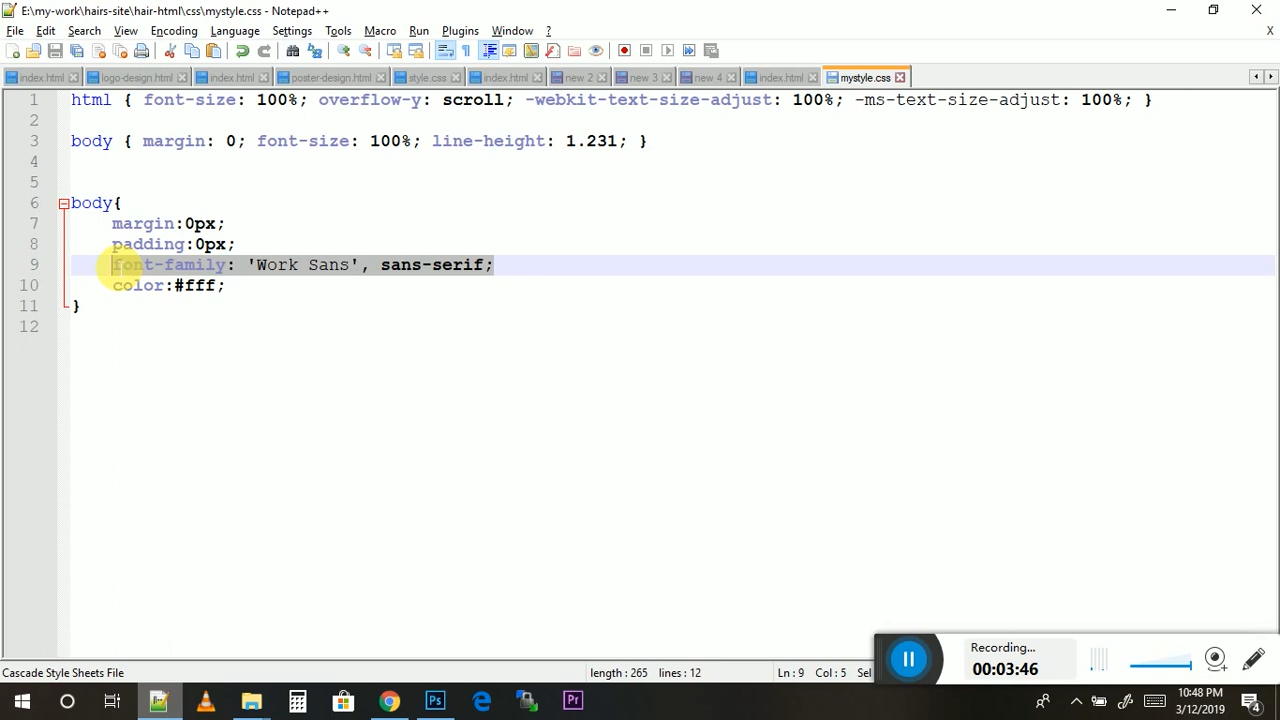 E:\my-work\hairs-site\hair-html\css\mystyle.css - Notepad++
File Edit Search View Encoding Language Settings Tools Macro Run Plugins Window ? X
index.html logo-design.html index.html poster-design.html style.css index.html new 2 new 3 new 4 index.html mystyle.css
1 html { font-size: 100%; overflow-y: scroll; -webkit-text-size-adjust: 100%; -ms-text-size-adjust: 100%; }
2
3 body { margin: 0; font-size: 100%; line-height: 1.231; }
4
5
6 body{
7 margin:0px;
8 padding:0px;
9 font-family: 'Work Sans', sans-serif;
10 color:#fff;
11 }
12
Recording...
00:03:46
Cascade Style Sheets File length : 265 lines : 12 Ln : 9 Col : 5 Sel
Ps Pr
10:48 PM
3/12/2019
4